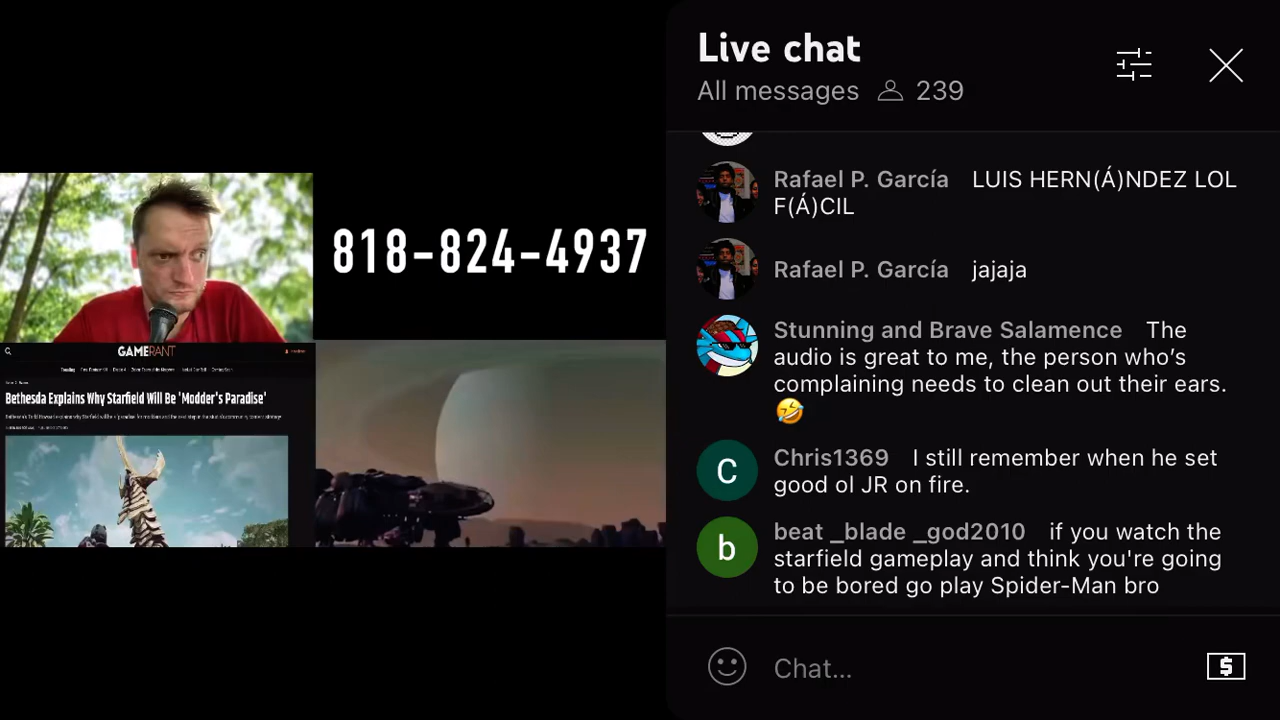 818-824-4937
GAMERANT
Bethesda Explains Why Starfield Will Be 'Modder's Paradise'
Live chat
All messages 239
Rafael P. García LUIS HERN(Á)NDEZ LOL
F(Á)CIL
Rafael P. García jajaja
Stunning and Brave Salamence The
audio is great to me, the person who's
complaining needs to clean out their ears.
🤣
C Chris1369 I still remember when he set
good ol JR on fire.
b beat _blade _god2010 if you watch the
starfield gameplay and think you're going
to be bored go play Spider-Man bro
Chat...
$